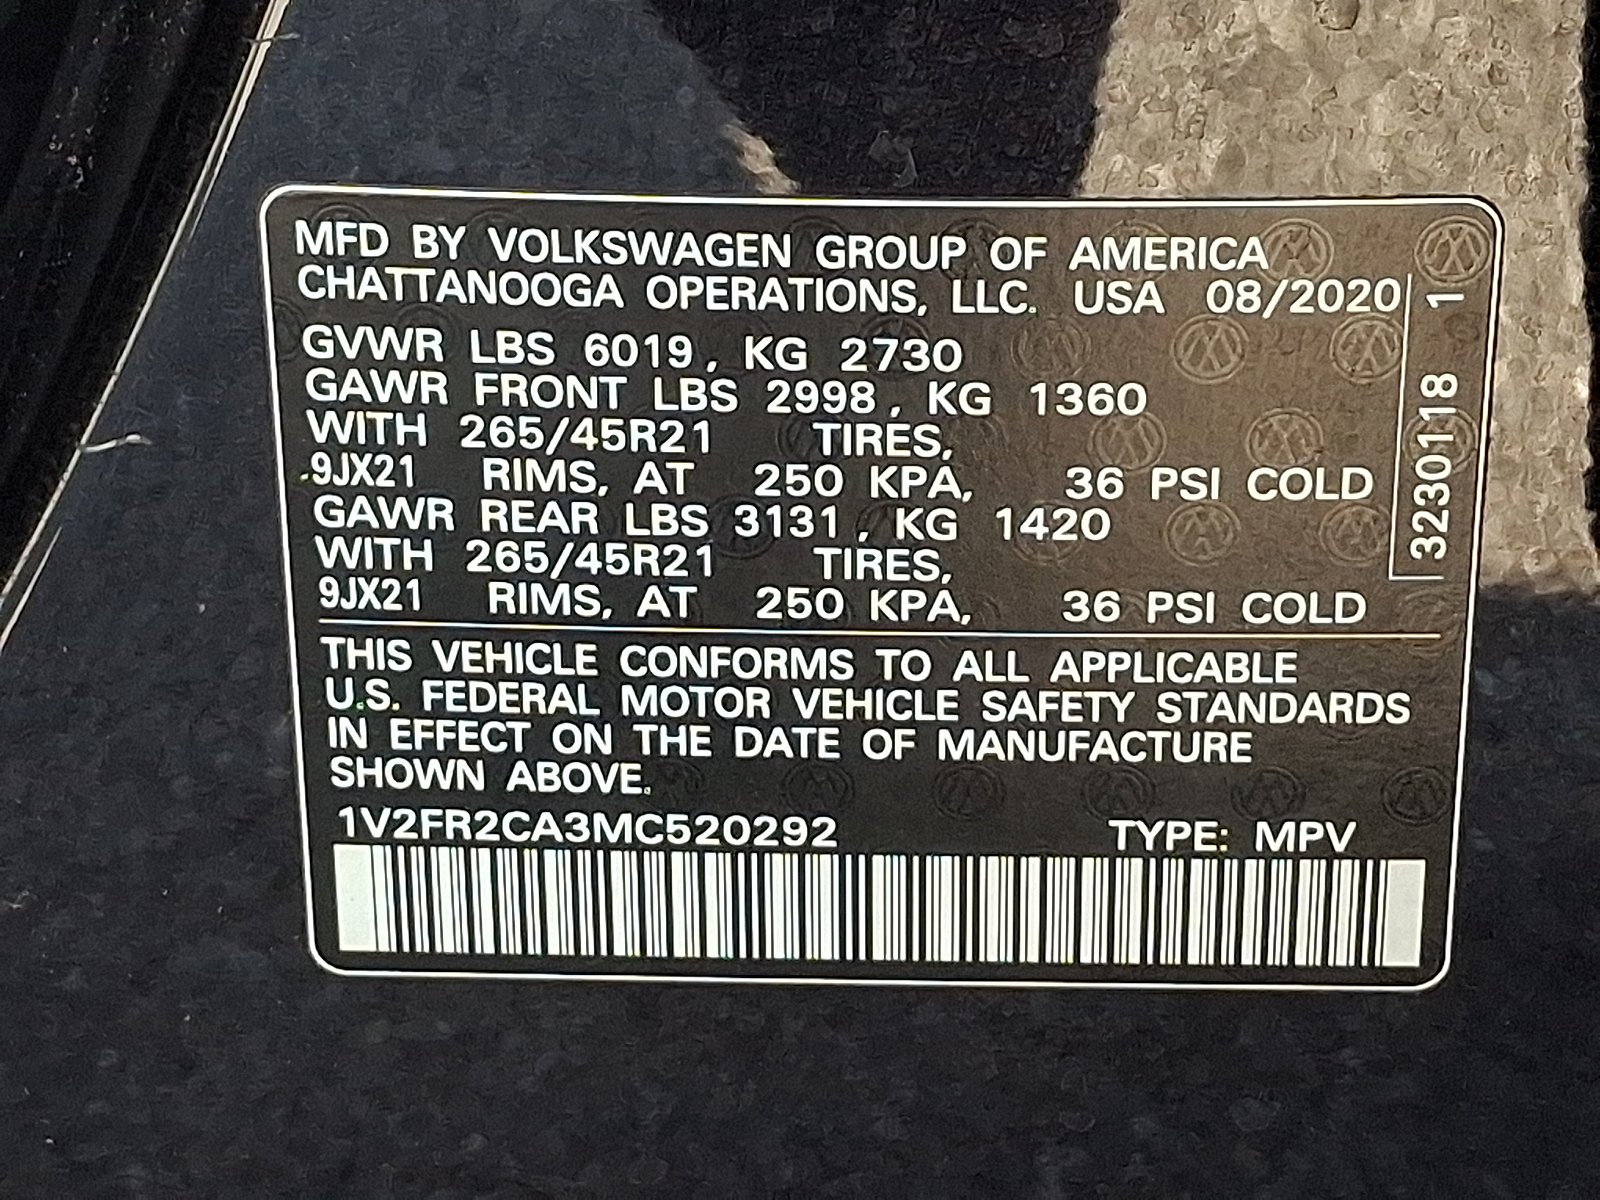 MFD BY VOLKSWAGEN GROUP OF AMERICA
CHATTANOOGA OPERATIONS, LLC. USA 08/2020
GVWR LBS 6019, KG 2730
GAWR FRONT LBS 2998, KG 1360
WITH 265/45R21 TIRES,
9JX21 RIMS, AT 250 KPA, 36 PSI COLD
GAWR REAR LBS 3131, KG 1420
WITH 265/45R21 TIRES,
9JX21 RIMS, AT 250 KPA, 36 PSI COLD
THIS VEHICLE CONFORMS TO ALL APPLICABLE
U.S. FEDERAL MOTOR VEHICLE SAFETY STANDARDS
IN EFFECT ON THE DATE OF MANUFACTURE
SHOWN ABOVE.
1V2FR2CA3MC520292 TYPE: MPV
3230118 1